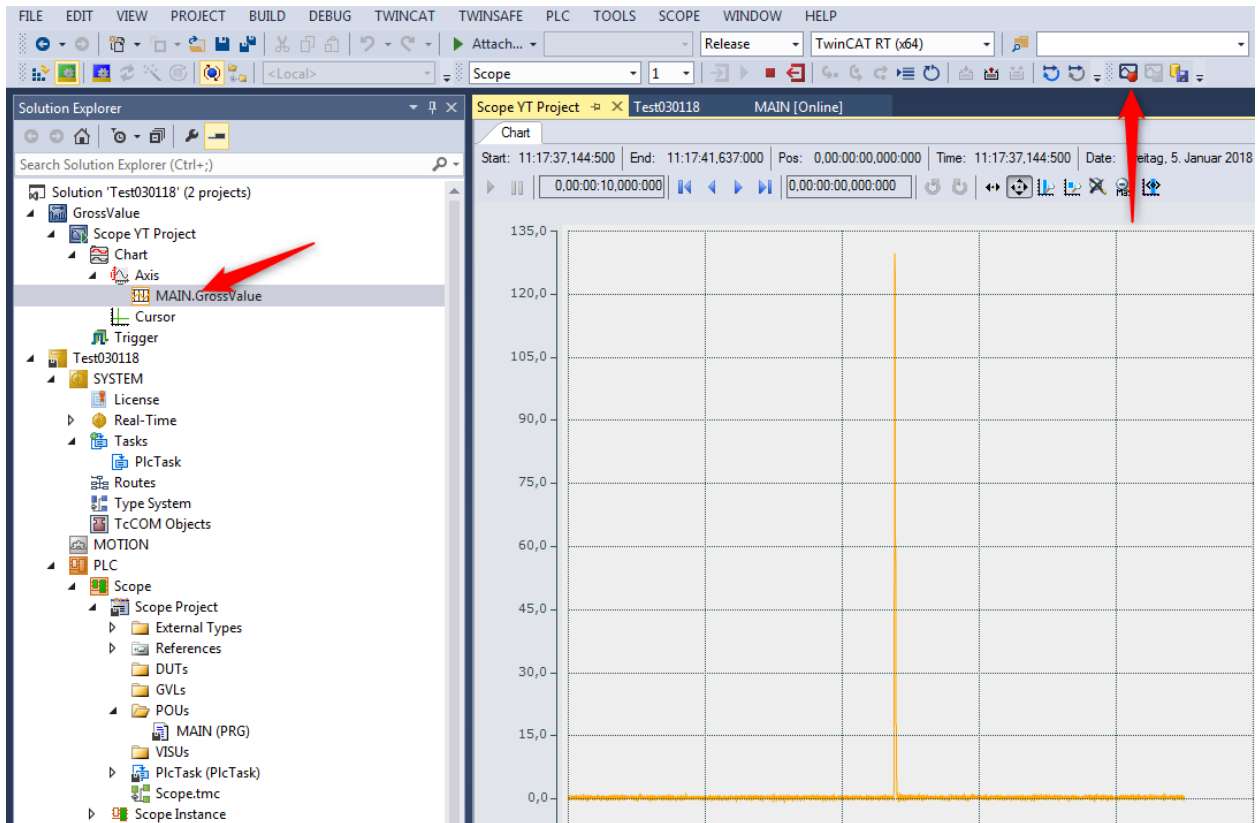 FILE EDIT VIEW PROJECT BUILD DEBUG TWINCAT TWINSAFE PLC TOOLS SCOPE WINDOW HELP
Attach... Release TwinCAT RT (x64)
<Local> Scope 1
Solution Explorer
Search Solution Explorer (Ctrl+;)
Solution 'Test030118' (2 projects)
GrossValue
Scope YT Project
Chart
Axis
MAIN.GrossValue
Cursor
Trigger
Test030118
SYSTEM
License
Real-Time
Tasks
PlcTask
Routes
Type System
TcCOM Objects
MOTION
PLC
Scope
Scope Project
External Types
References
DUTs
GVLs
POUs
MAIN (PRG)
VISUs
PlcTask (PlcTask)
Scope.tmc
Scope Instance
Scope YT Project Test030118 MAIN [Online]
Chart
Start: 11:17:37,144:500 End: 11:17:41,637:000 Pos: 0,00:00:00,000:000 Time: 11:17:37,144:500 Date: 5. Januar 2018
0,00:00:10,000:000 0,00:00:00,000:000
135,0
120,0
105,0
90,0
75,0
60,0
45,0
30,0
15,0
0,0